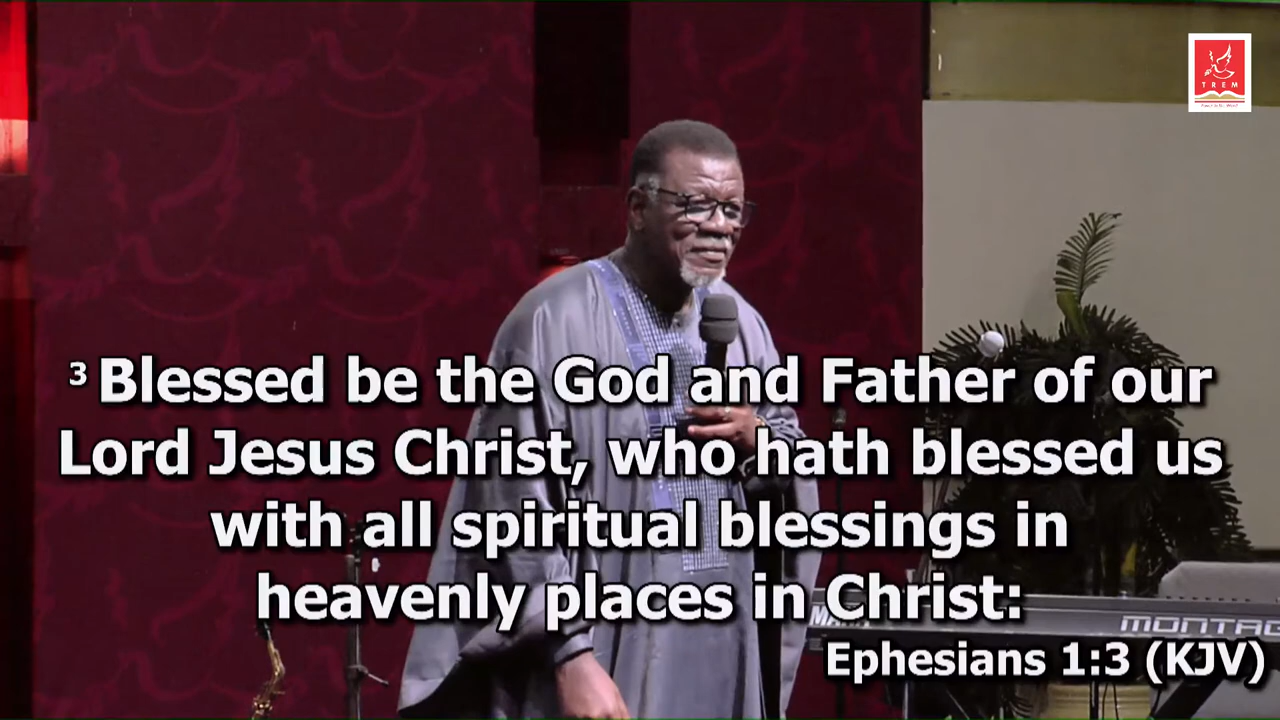 TREM
³ Blessed be the God and Father of our
Lord Jesus Christ, who hath blessed us
with all spiritual blessings in
heavenly places in Christ:
MONTAG
Ephesians 1:3 (KJV)